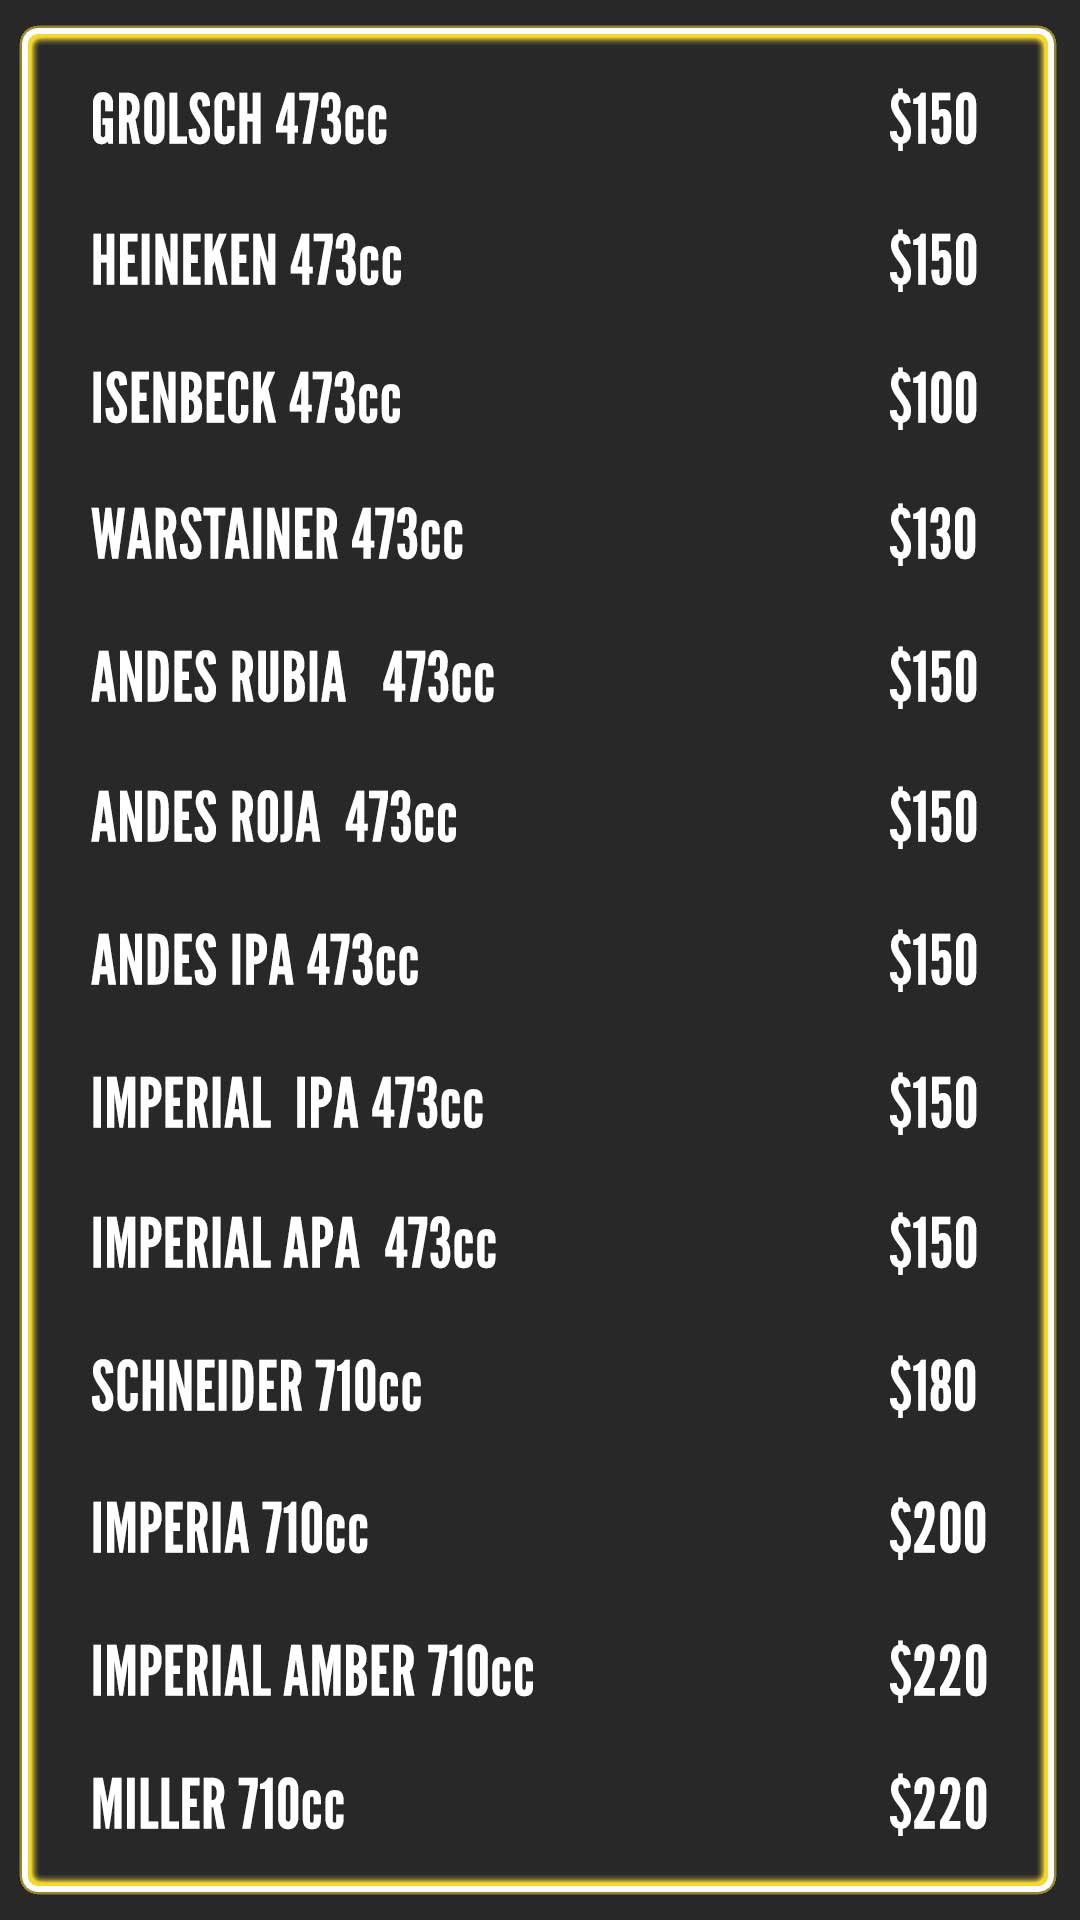 GROLSCH 473cc $150
HEINEKEN 473cc $150
ISENBECK 473cc $100
WARSTAINER 473cc $130
ANDES RUBIA 473cc $150
ANDES ROJA 473cc $150
ANDES IPA 473cc $150
IMPERIAL IPA 473cc $150
IMPERIAL APA 473cc $150
SCHNEIDER 710cc $180
IMPERIA 710cc $200
IMPERIAL AMBER 710cc $220
MILLER 710cc $220